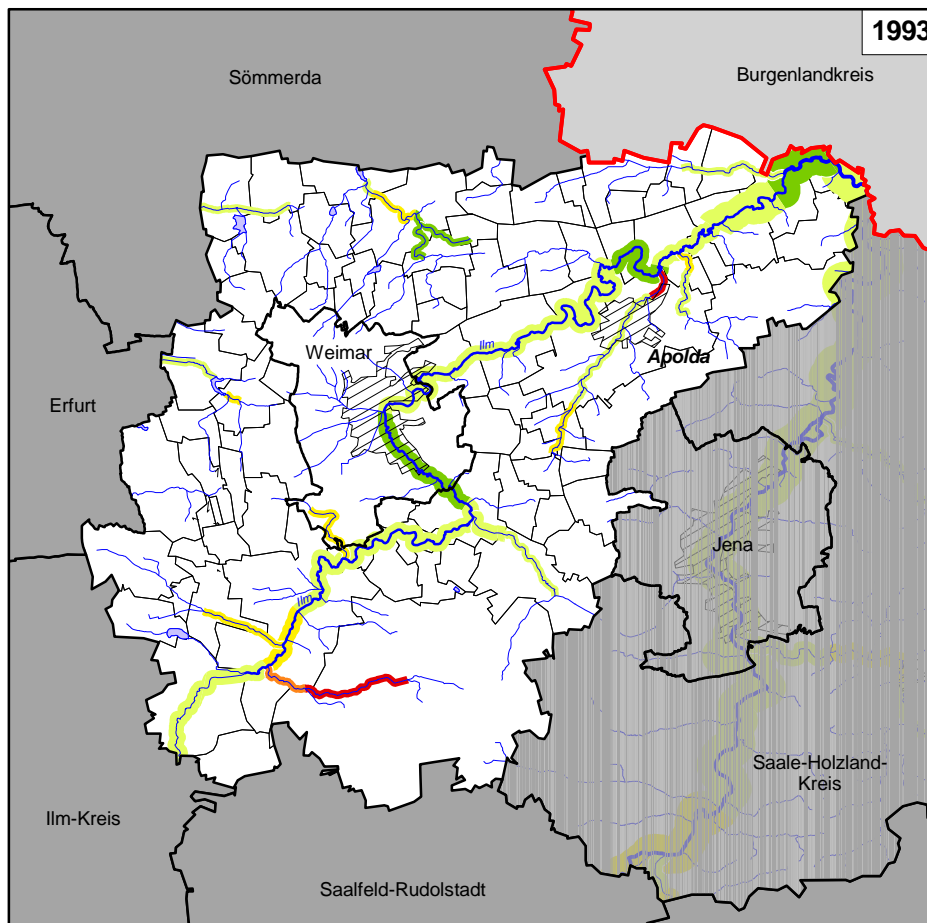 1993
Sömmerda
Burgenlandkreis
Weimar
Ilm
Apolda
Erfurt
Jena
Ilm
Saale-Holzland-
Kreis
Ilm-Kreis
Saalfeld-Rudolstadt